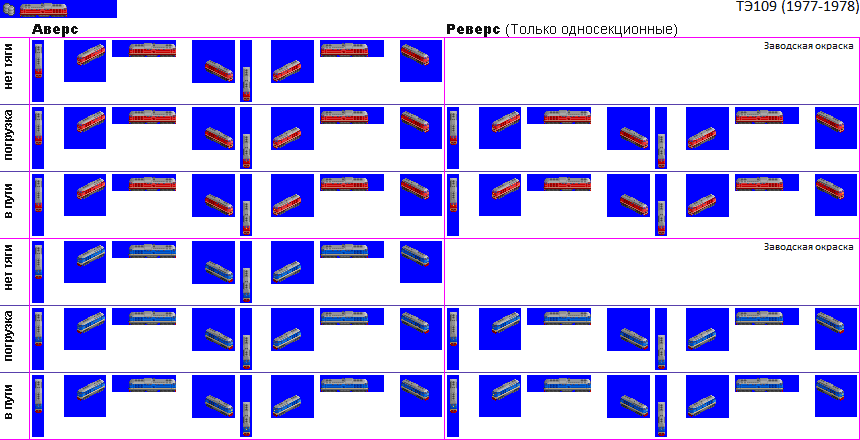 ТЭ109 (1977-1978)
Аверс
Реверс (Только односекционные)
нет тяги
Заводская окраска
погрузка
в пути
нет тяги
Заводская окраска
погрузка
в пути